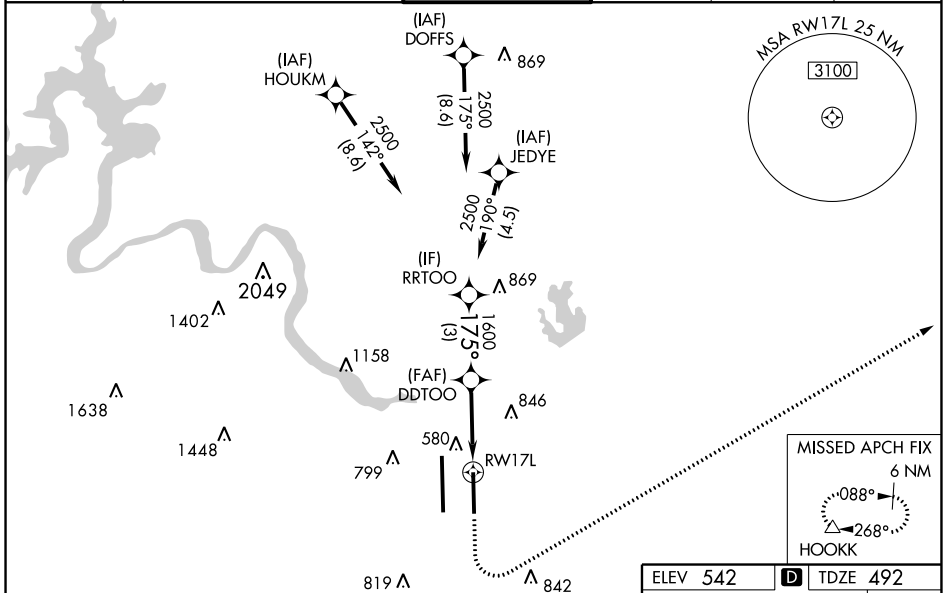 (IAF)
DOFFS
869
(IAF)
HOUKM
MSA RW17L 25 NM
3100
2500
175°
(8.6)
2500
142°
(8.6)
(IAF)
JEDYE
2500
190°
(4.5)
(IF)
RRTOO
869
2049
1402
1600
175°
(3)
1158
(FAF)
DDTOO
1638
846
1448
580
799
RW17L
MISSED APCH FIX
6 NM
088°
268°
HOOKK
819
842
ELEV 542 D TDZE 492